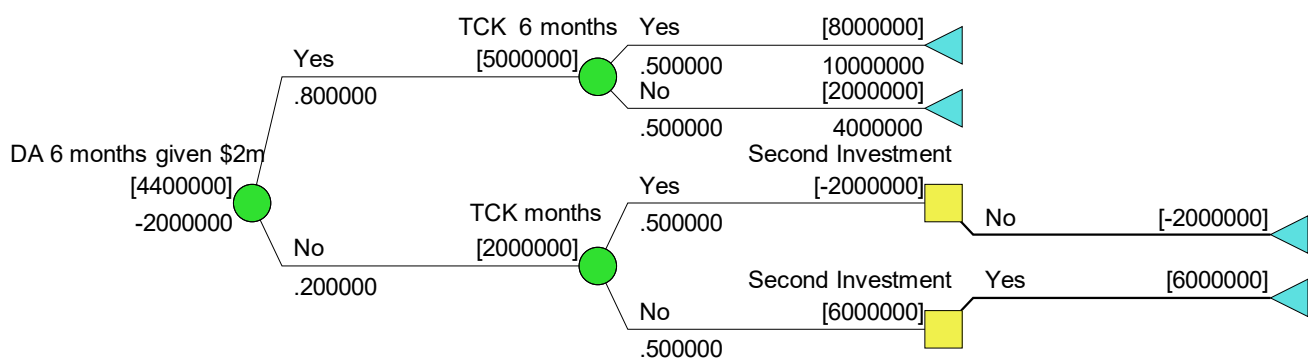 TCK 6 months
Yes
[8000000]
[5000000]
.500000
10000000
Yes
.800000
No
[2000000]
.500000
4000000
DA 6 months given $2m
[4400000]
-2000000
Second Investment
Yes
[-2000000]
.500000
No
[-2000000]
TCK months
No
[2000000]
.200000
Second Investment
Yes
[6000000]
No
[6000000]
.500000